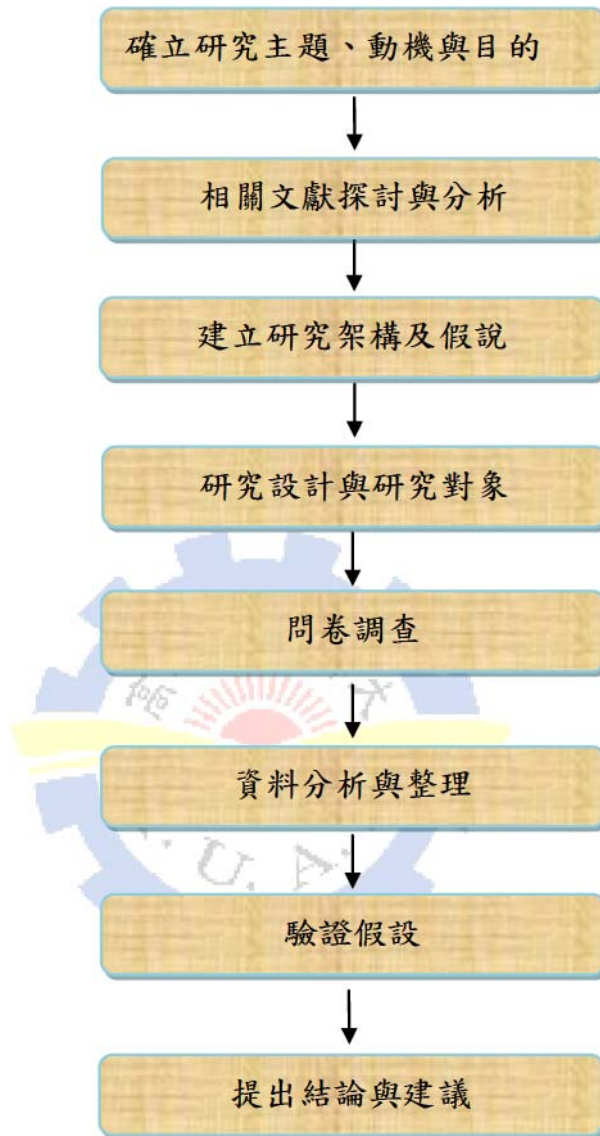 確立研究主題、動機與目的
相關文獻探討與分析
建立研究架構及假說
研究設計與研究對象
問卷調查
資料分析與整理
U. A.
驗證假設
提出結論與建議